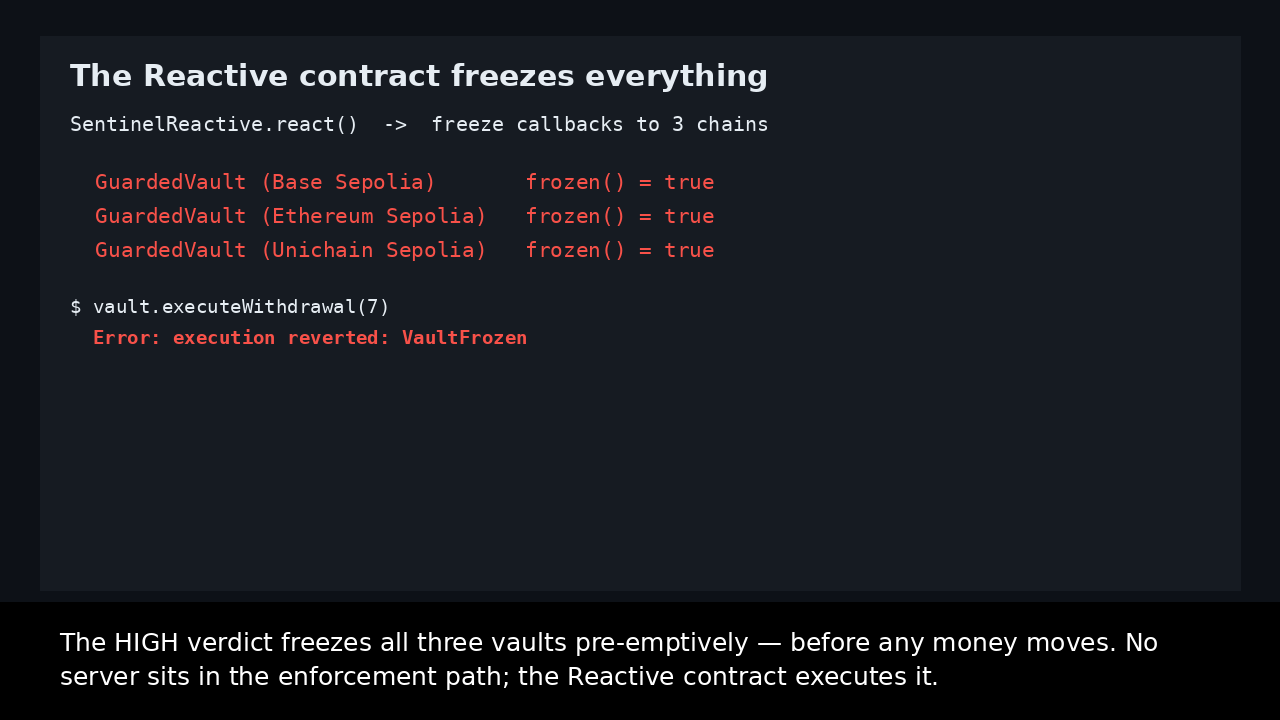 The Reactive contract freezes everything
SentinelReactive.react()  ->  freeze callbacks to 3 chains
GuardedVault (Base Sepolia)       frozen() = true
GuardedVault (Ethereum Sepolia)   frozen() = true
GuardedVault (Unichain Sepolia)   frozen() = true
$ vault.executeWithdrawal(7)
Error: execution reverted: VaultFrozen
The HIGH verdict freezes all three vaults pre-emptively — before any money moves. No
server sits in the enforcement path; the Reactive contract executes it.